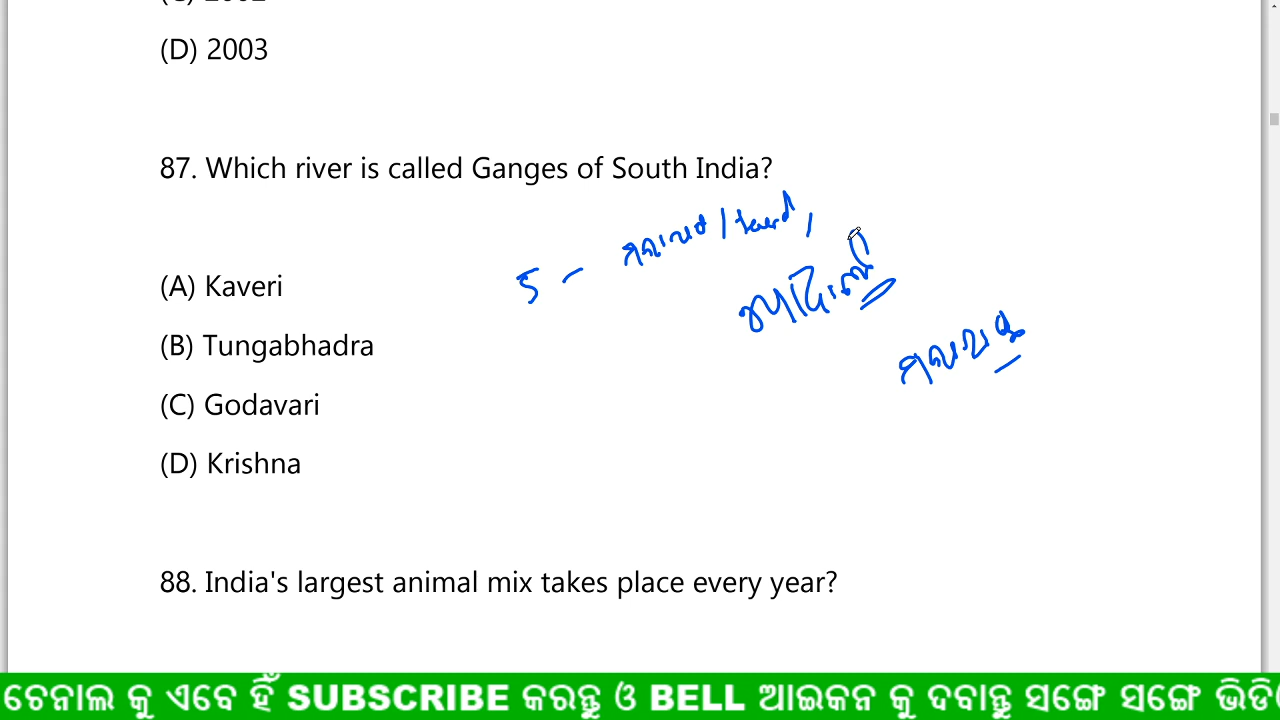 (D) 2003
87. Which river is called Ganges of South India?
5 -
(A) Kaveri
(B) Tungabhadra
(C) Godavari
(D) Krishna
88. India's largest animal mix takes place every year?
ଚେନାଲ କୁ ଏବେ ହିଁ SUBSCRIBE କରନ୍ତୁ ଓ BELL ଆଇକନ କୁ ଦବାନ୍ତୁ ସଙ୍ଗେ ସଙ୍ଗେ